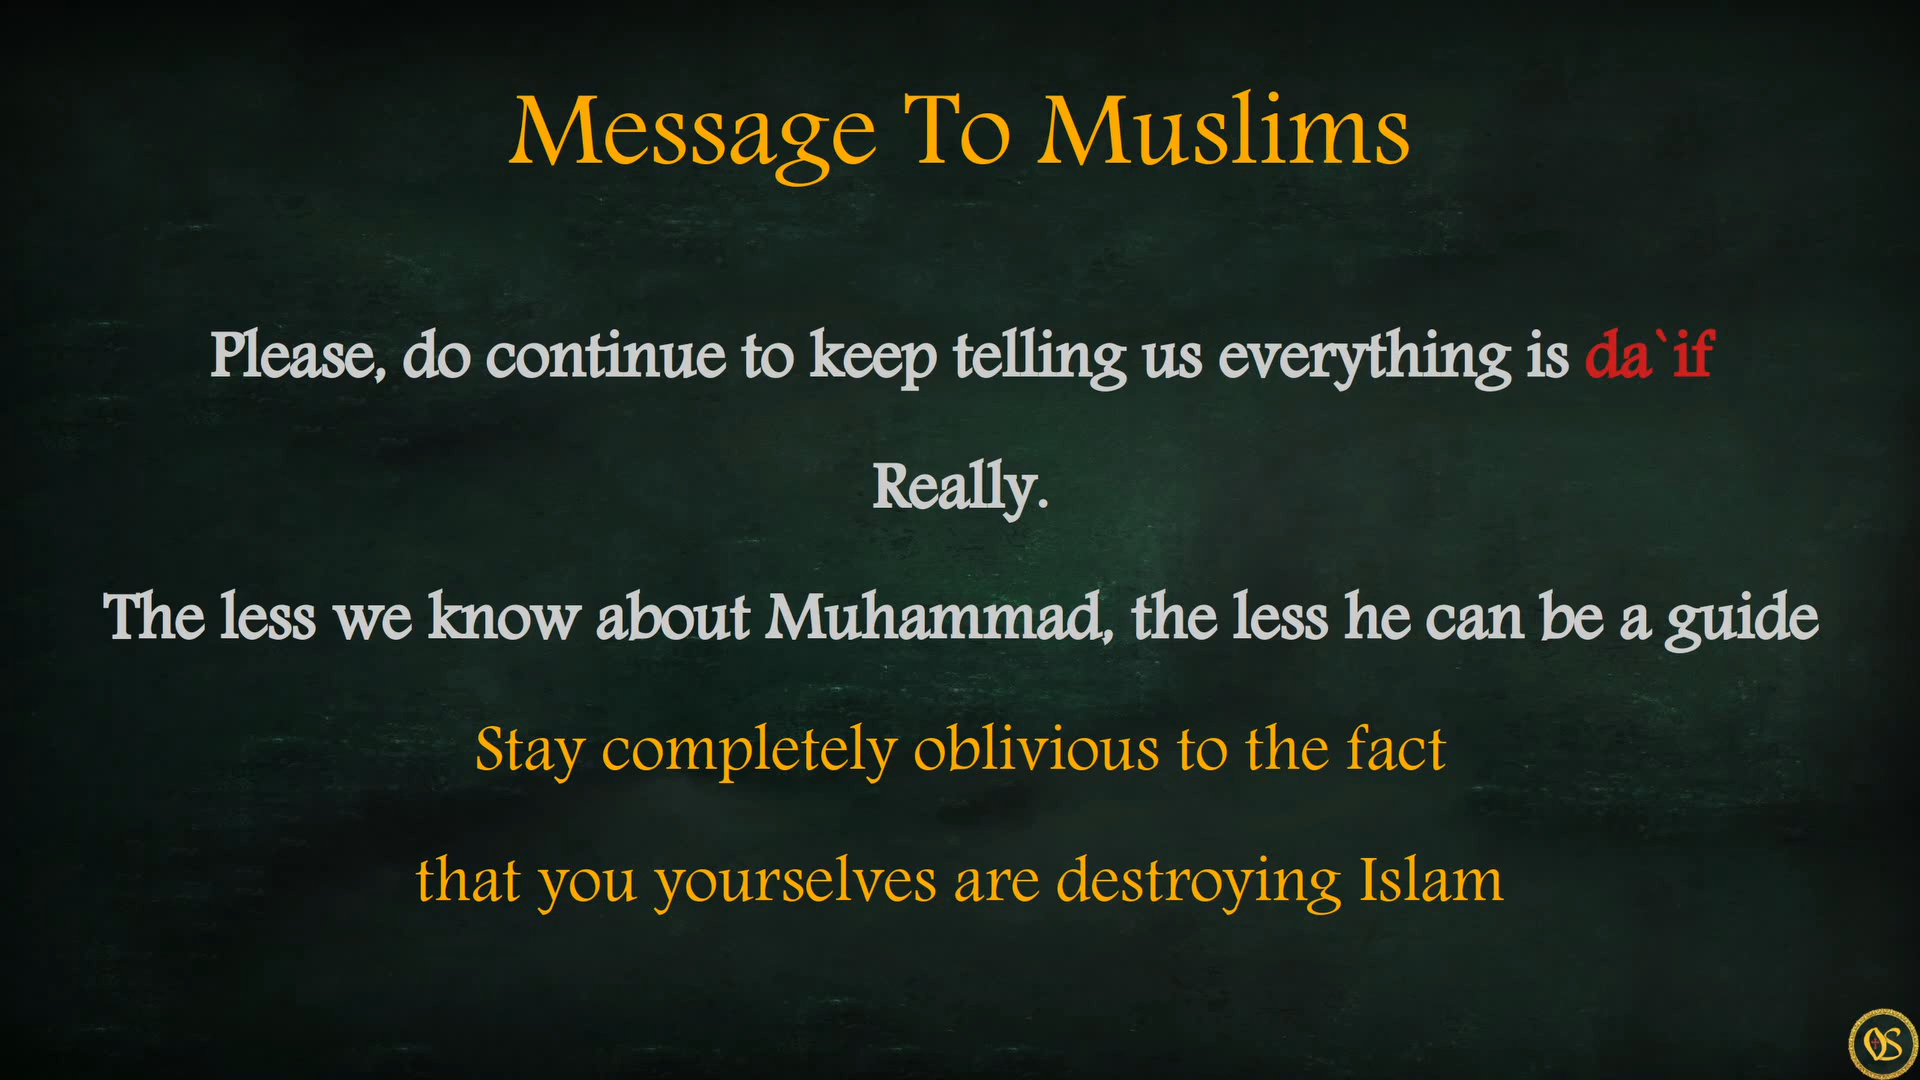 Message To Muslims
Please, do continue to keep telling us everything is da`if
Really.
The less we know about Muhammad, the less he can be a guide
Stay completely oblivious to the fact
that you yourselves are destroying Islam